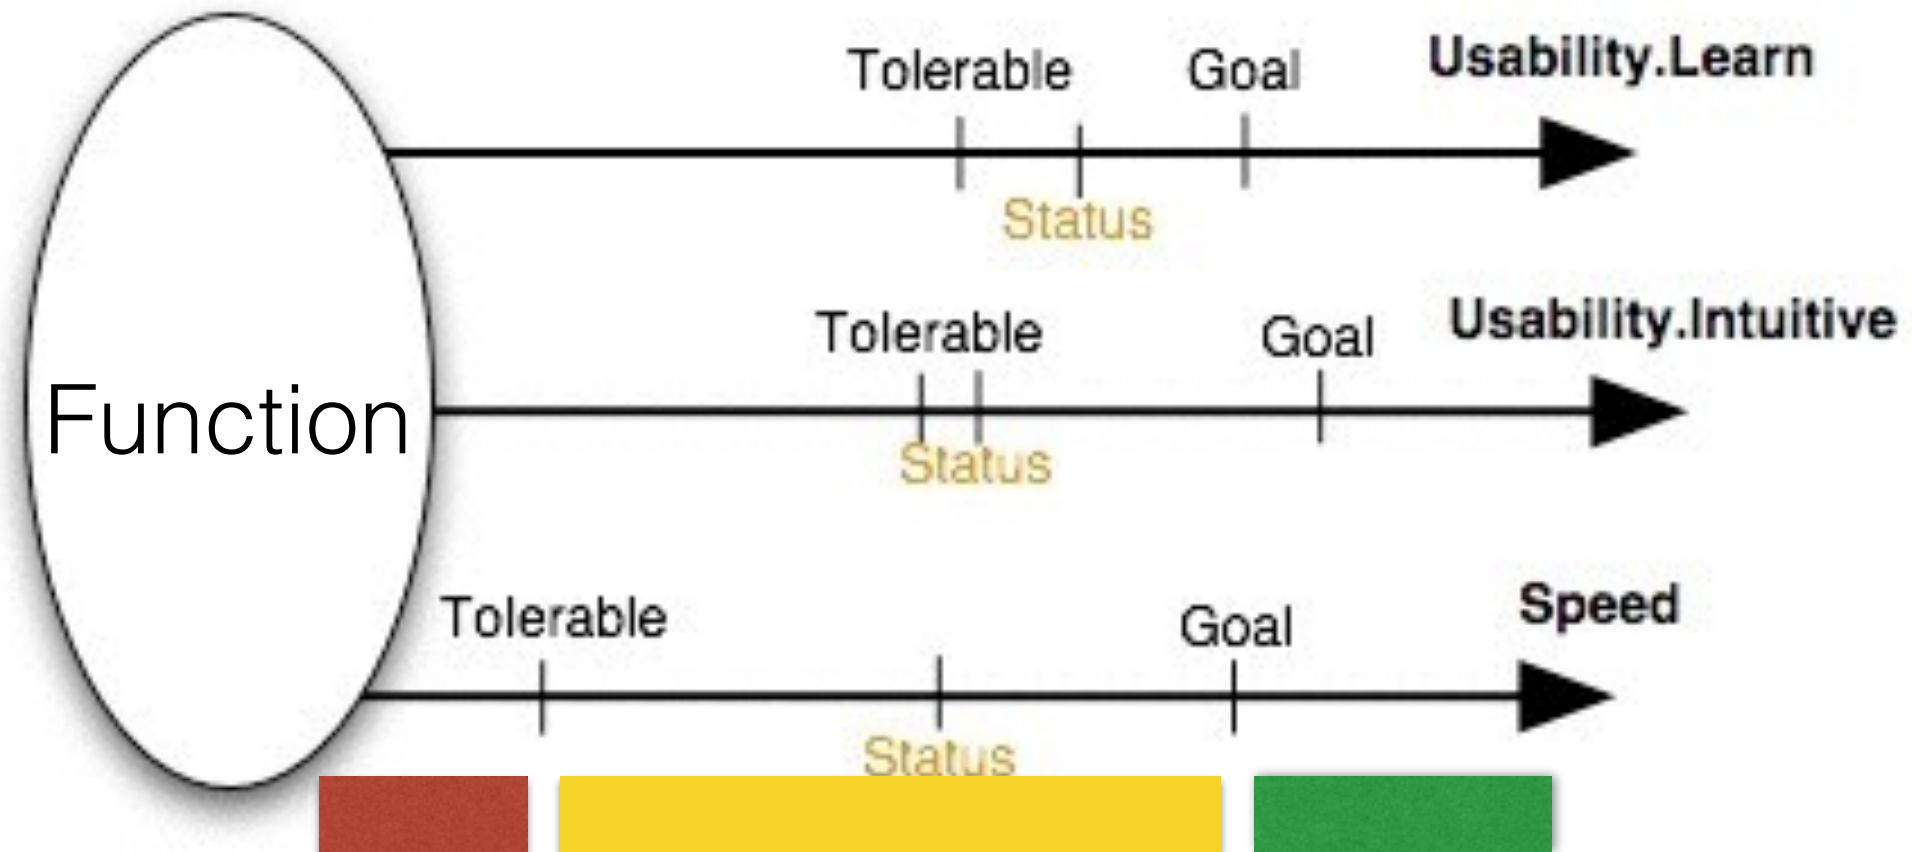 Tolerable Goal Usability.Learn
Status
Tolerable Goal Usability.Intuitive
Function
Status
Tolerable Goal Speed
Status